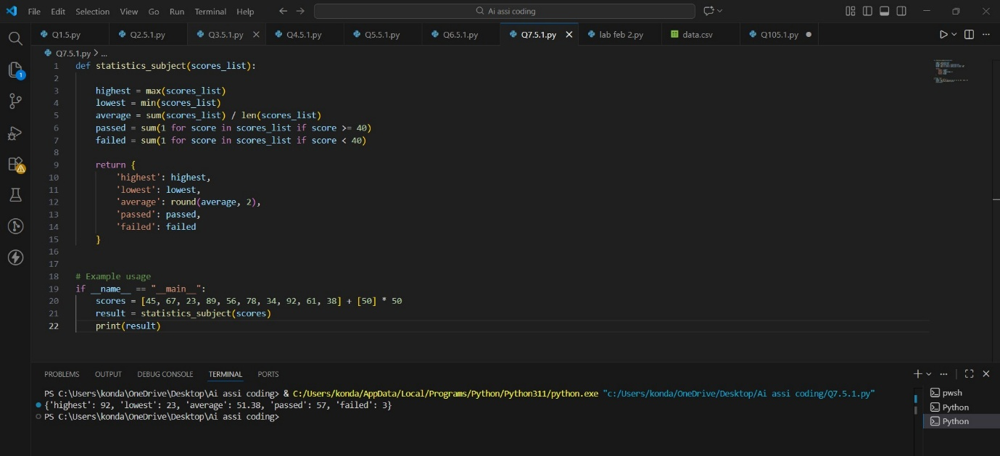 File Edit Selection View Go Run Terminal Help
Ai assi coding
Q1.5.py Q2.5.1.py Q3.5.1.py Q4.5.1.py Q5.5.1.py Q6.5.1.py Q7.5.1.py lab feb 2.py data.csv Q105.1.py
Q7.5.1.py > ...
1 def statistics_subject(scores_list):
2
3     highest = max(scores_list)
4     lowest = min(scores_list)
5     average = sum(scores_list) / len(scores_list)
6     passed = sum(1 for score in scores_list if score >= 40)
7     failed = sum(1 for score in scores_list if score < 40)
8
9     return {
10         'highest': highest,
11         'lowest': lowest,
12         'average': round(average, 2),
13         'passed': passed,
14         'failed': failed
15     }
16
17
18 # Example usage
19 if __name__ == "__main__":
20     scores = [45, 67, 23, 89, 56, 78, 34, 92, 61, 38] + [50] * 50
21     result = statistics_subject(scores)
22     print(result)
1
PROBLEMS OUTPUT DEBUG CONSOLE TERMINAL PORTS
PS C:\Users\konda\OneDrive\Desktop\Ai assi coding> & C:/Users/konda/AppData/Local/Programs/Python/Python311/python.exe "c:/Users/konda/OneDrive/Desktop/Ai assi coding/Q7.5.1.py"
{'highest': 92, 'lowest': 23, 'average': 51.38, 'passed': 57, 'failed': 3}
PS C:\Users\konda\OneDrive\Desktop\Ai assi coding>
pwsh
Python
Python